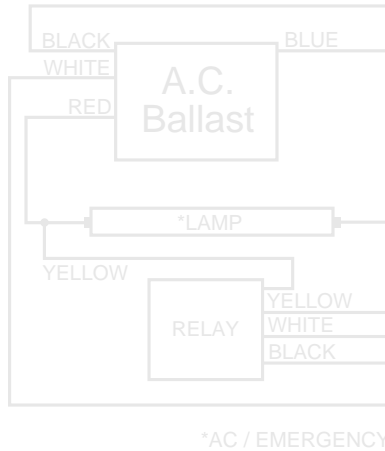 BLACK
BLUE
WHITE
A.C.
Ballast
RED
*LAMP
YELLOW
YELLOW
RELAY
WHITE
BLACK
*AC / EMERGENCY